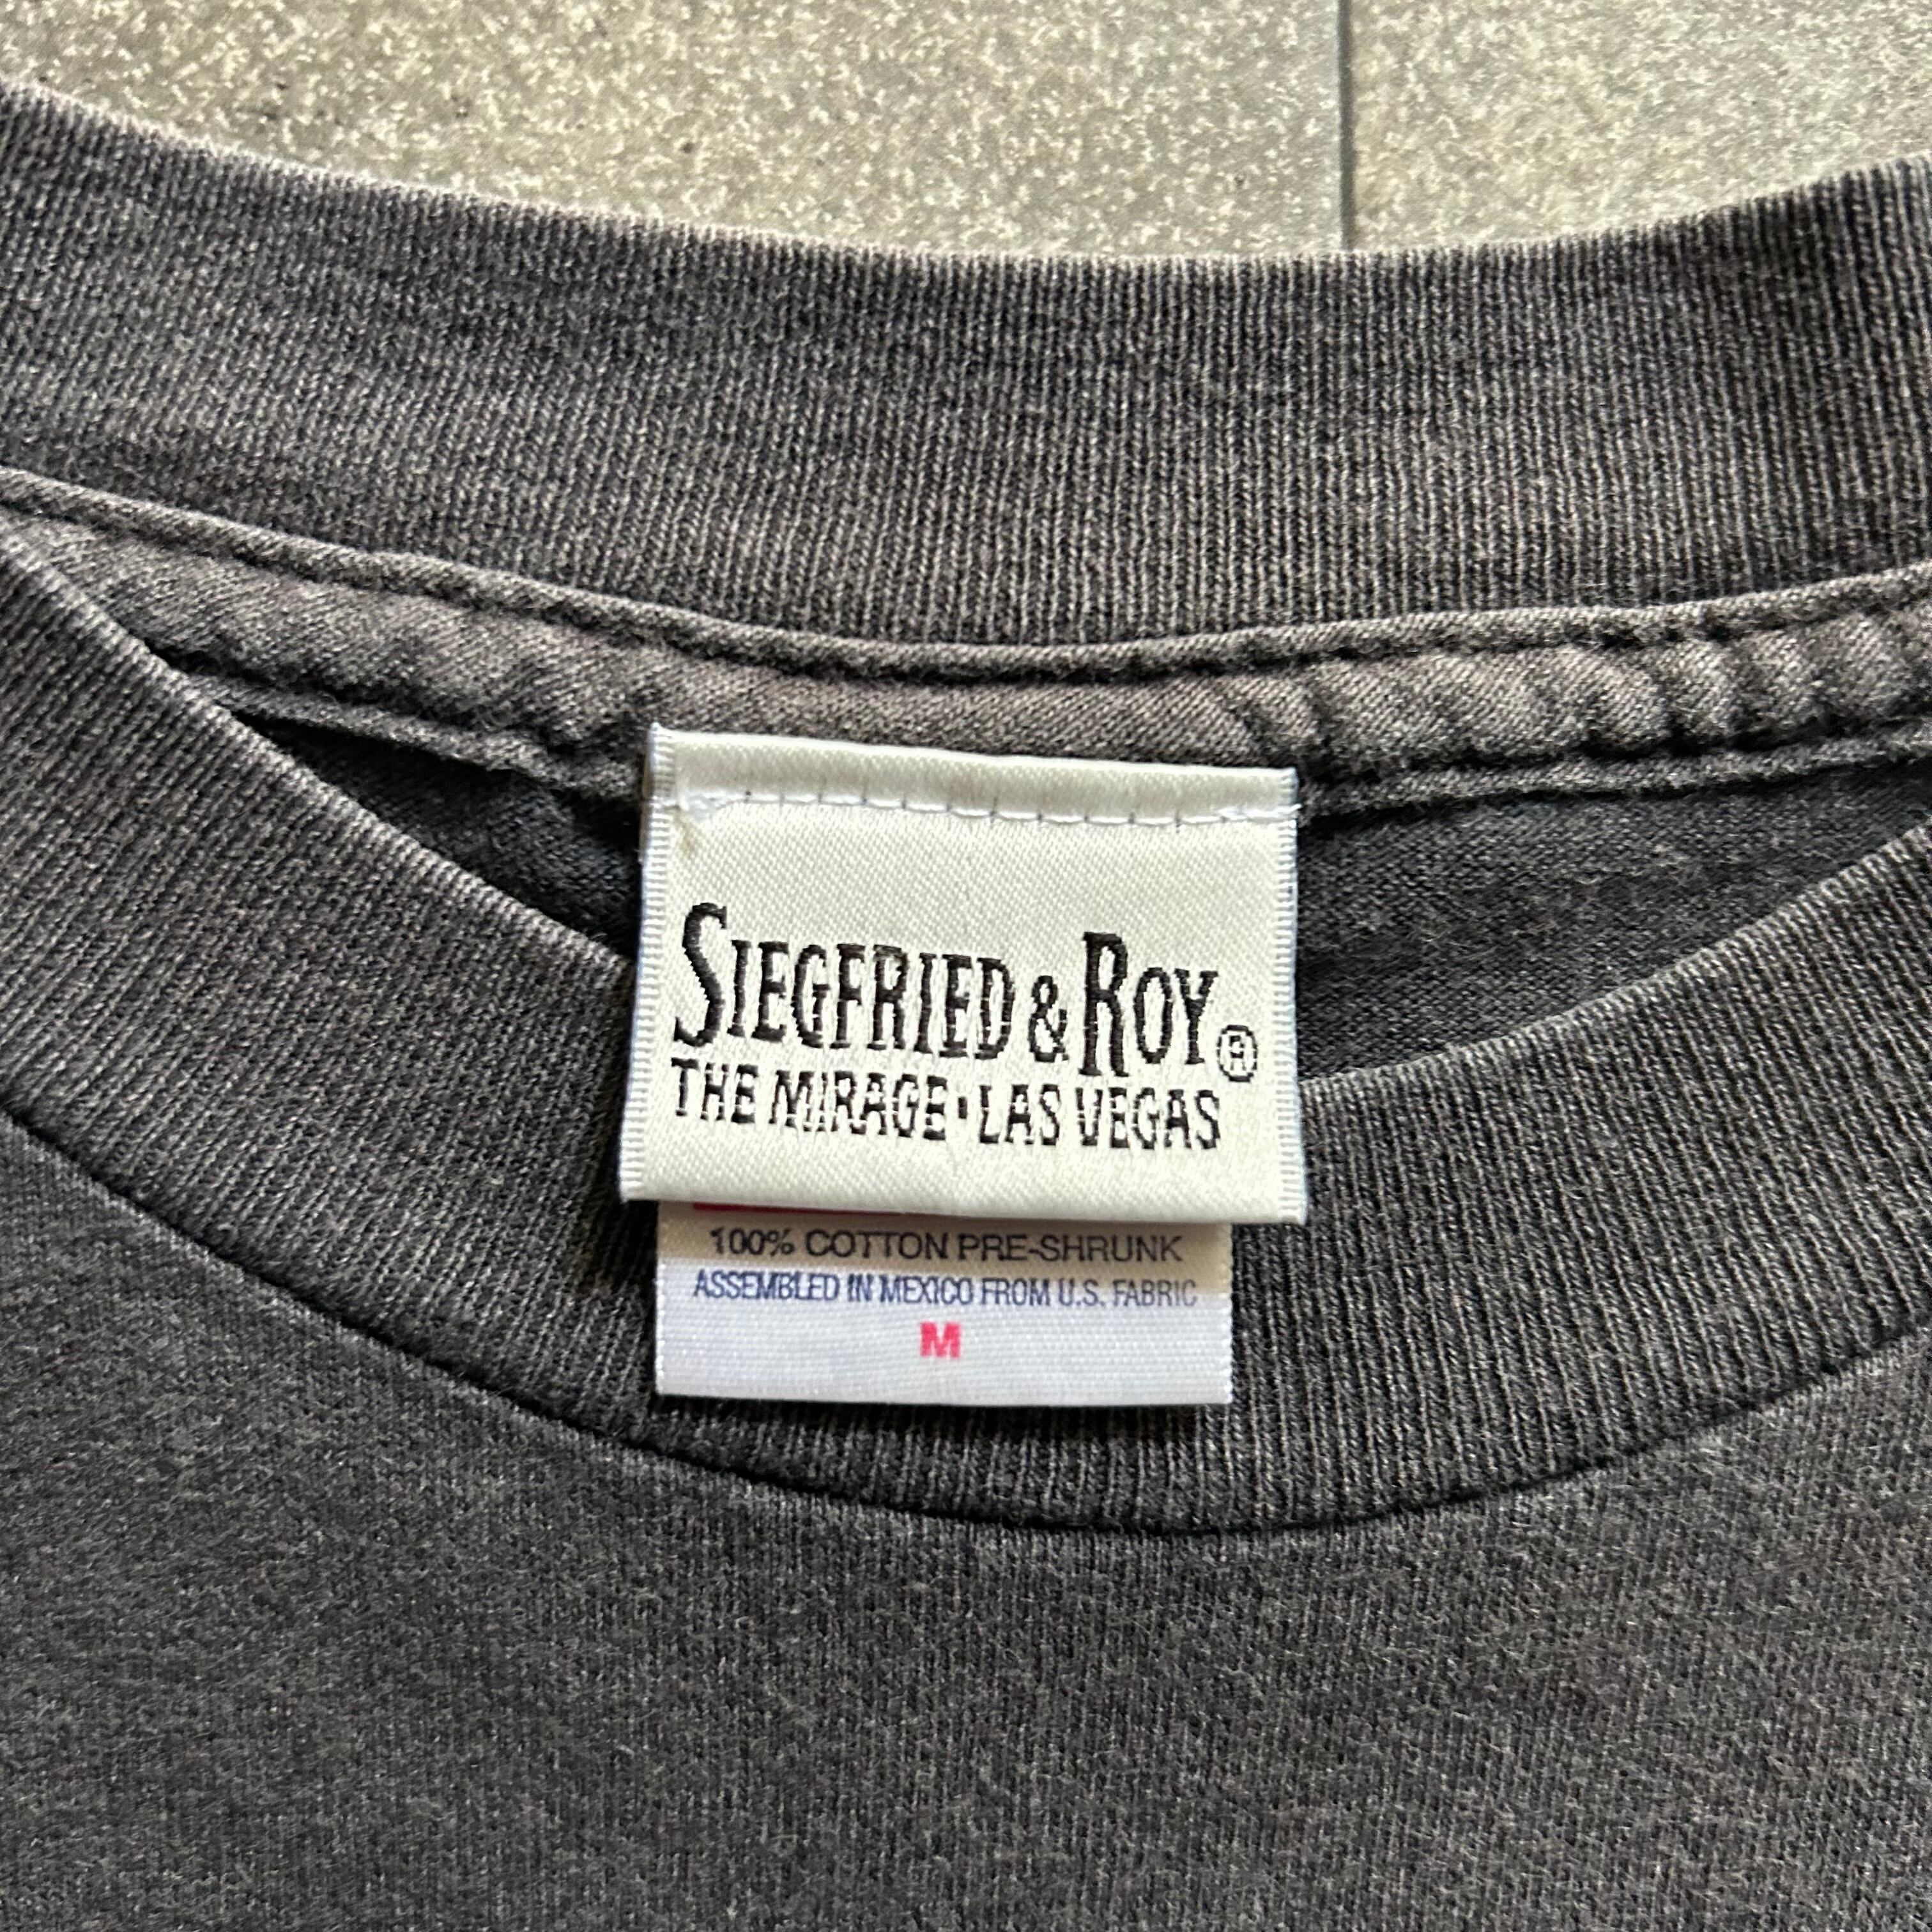 SIEGFRIED & ROY®
THE MIRAGE • LAS VEGAS
100% COTTON PRE-SHRUNK
ASSEMBLED IN MEXICO FROM U.S. FABRIC
M